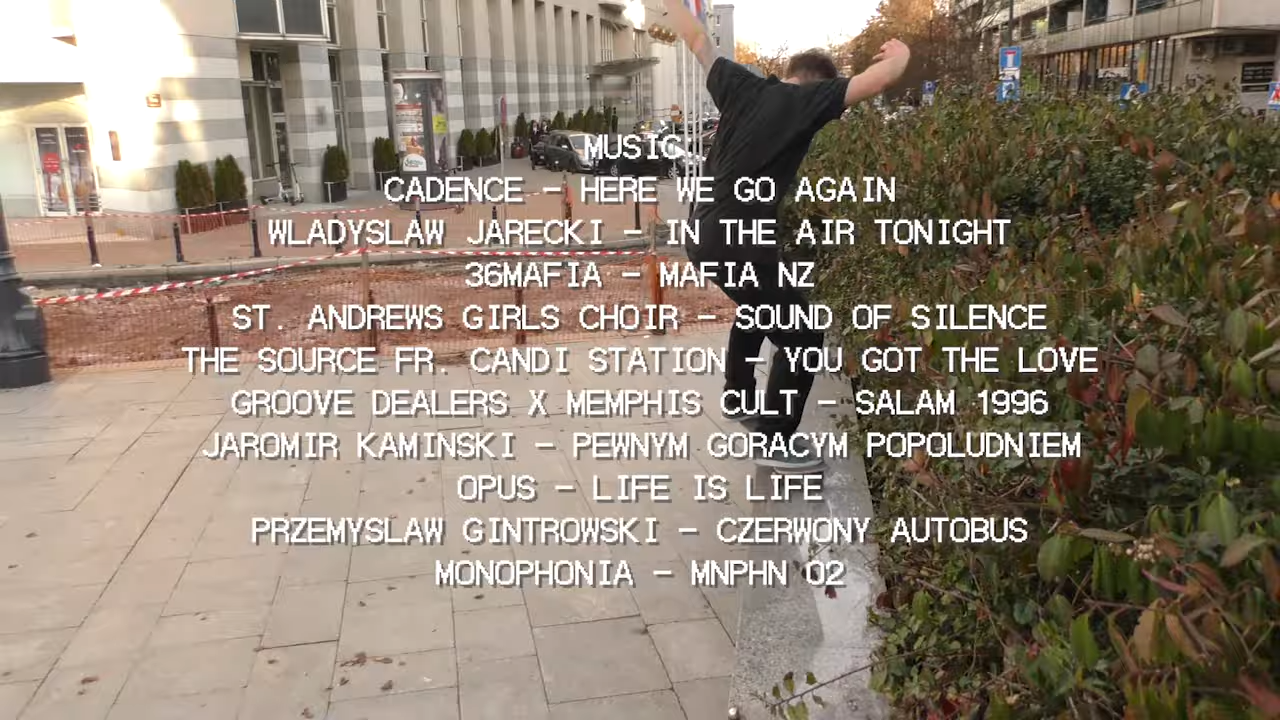 MUSIC
CADENCE - HERE WE GO AGAIN
WLADYSLAW JARECKI - IN THE AIR TONIGHT
36MAFIA - MAFIA NZ
ST. ANDREWS GIRLS CHOIR - SOUND OF SILENCE
THE SOURCE FR. CANDI STATION - YOU GOT THE LOVE
GROOVE DEALERS X MEMPHIS CULT - SALAM 1996
JAROMIR KAMINSKI - PEWNYM GORACYM POPOLUDNIEM
OPUS - LIFE IS LIFE
PRZEMYSLAW GINTROWSKI - CZERWONY AUTOBUS
MONOPHONIA - MNPHN 02